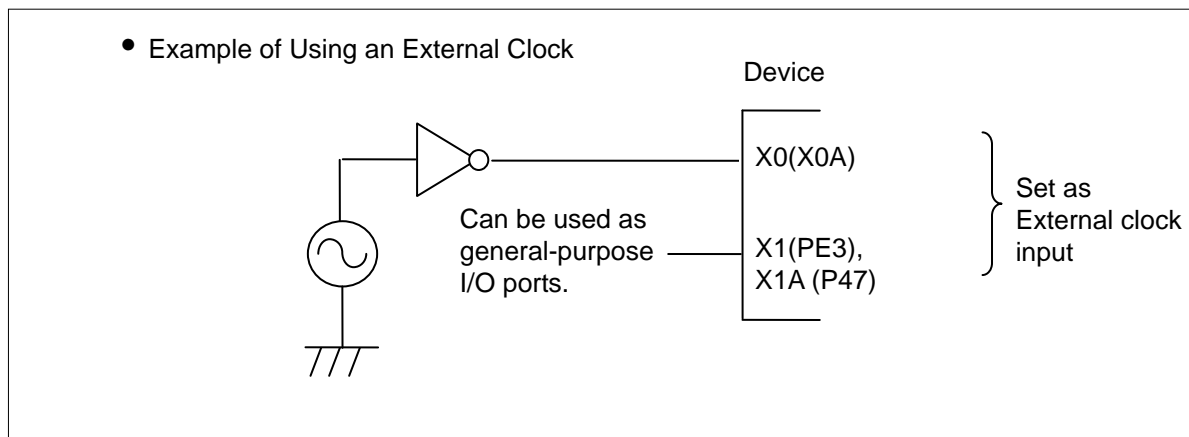 • Example of Using an External Clock
Device
X0(X0A)
Can be used as
general-purpose
I/O ports.
X1(PE3),
X1A (P47)
Set as
External clock
input